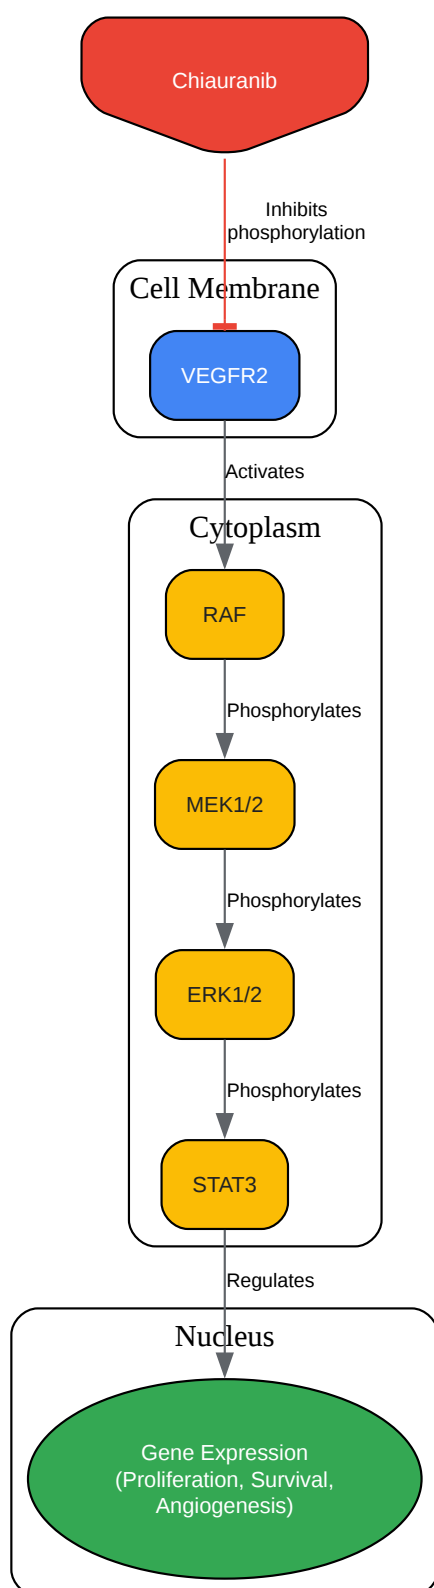 Chiauranib
Inhibits
phosphorylation
Cell Membrane
VEGFR2
Activates
Cytoplasm
RAF
Phosphorylates
MEK1/2
Phosphorylates
ERK1/2
Phosphorylates
STAT3
Regulates
Nucleus
Gene Expression
(Proliferation, Survival,
Angiogenesis)